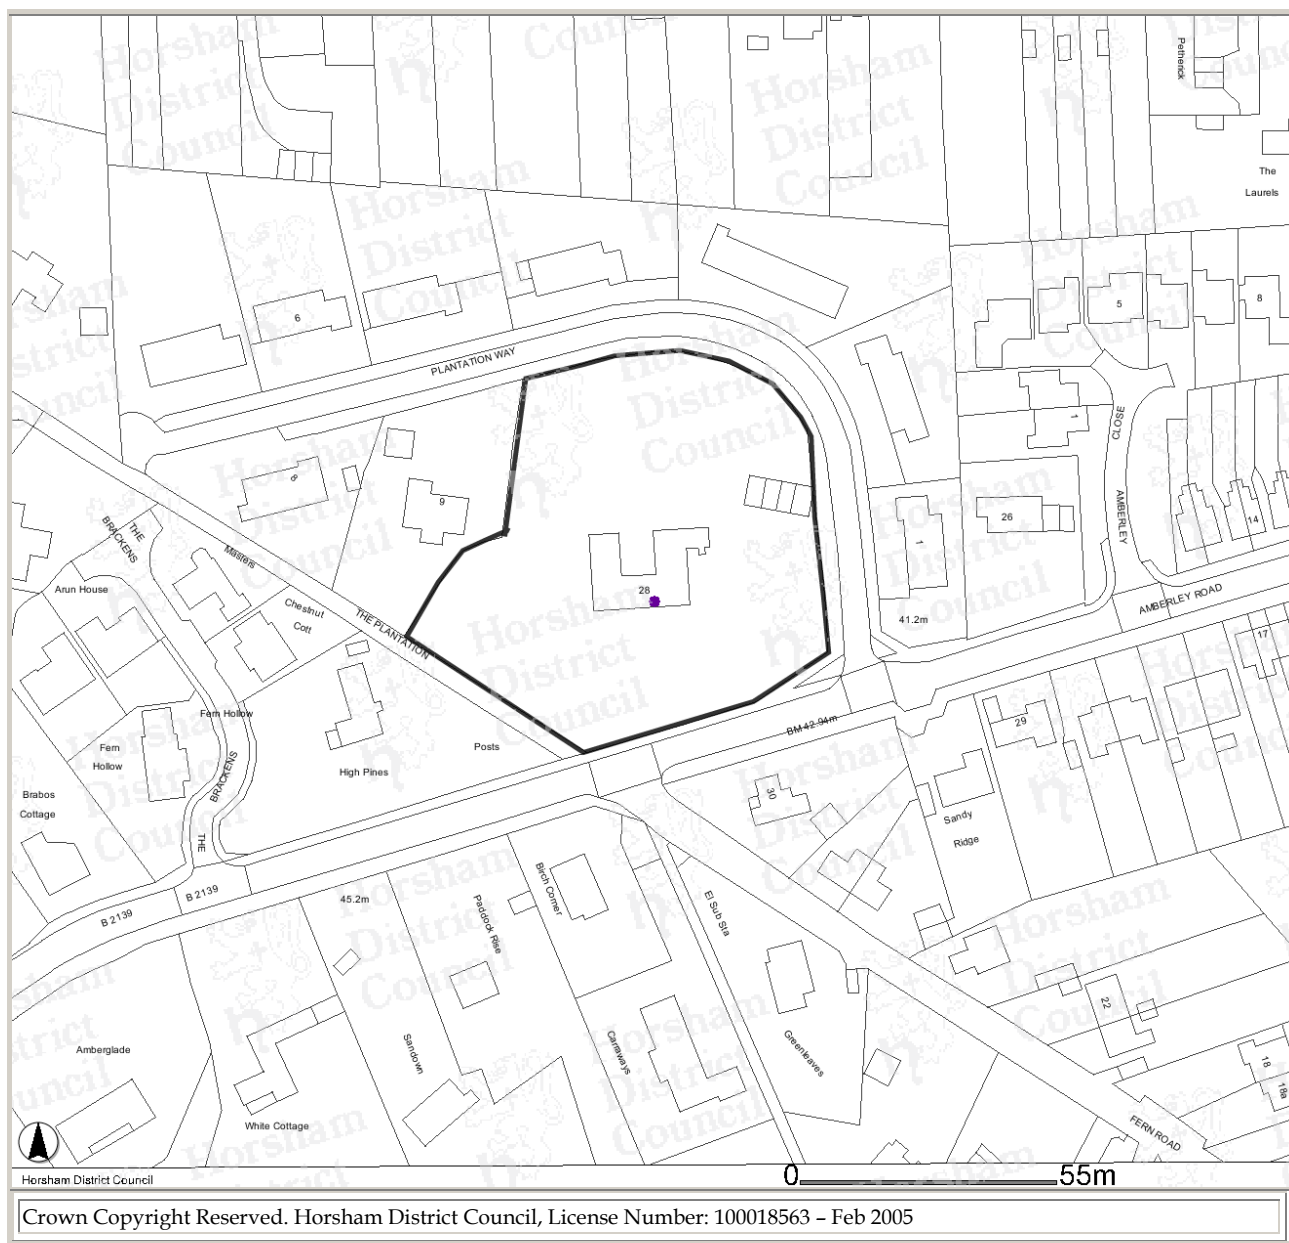 Petherick
The
Laurels
5
8
6
PLANTATION WAY
CLOSE
1
8
9
26
14
THE
BRACKENS
Masters
AMBERLEY
1
Arun House
Chestnut
Cott
28
THE PLANTATION
41.2m
AMBERLEY ROAD
17
Fern Hollow
BM 42.94m
29
Fern
Hollow
Posts
High Pines
BRACKENS
30
Brabos
Cottage
Sandy
Ridge
THE
B 2139
B 2139
45.2m
Birch Corner
Paddock Rise
El Sub Sta
22
Amberglade
Sandown
Carraways
Greenleaves
18
18a
White Cottage
FERN ROAD
Horsham District Council
0 55m
Crown Copyright Reserved. Horsham District Council, License Number: 100018563 – Feb 2005
Horsham
District
Council